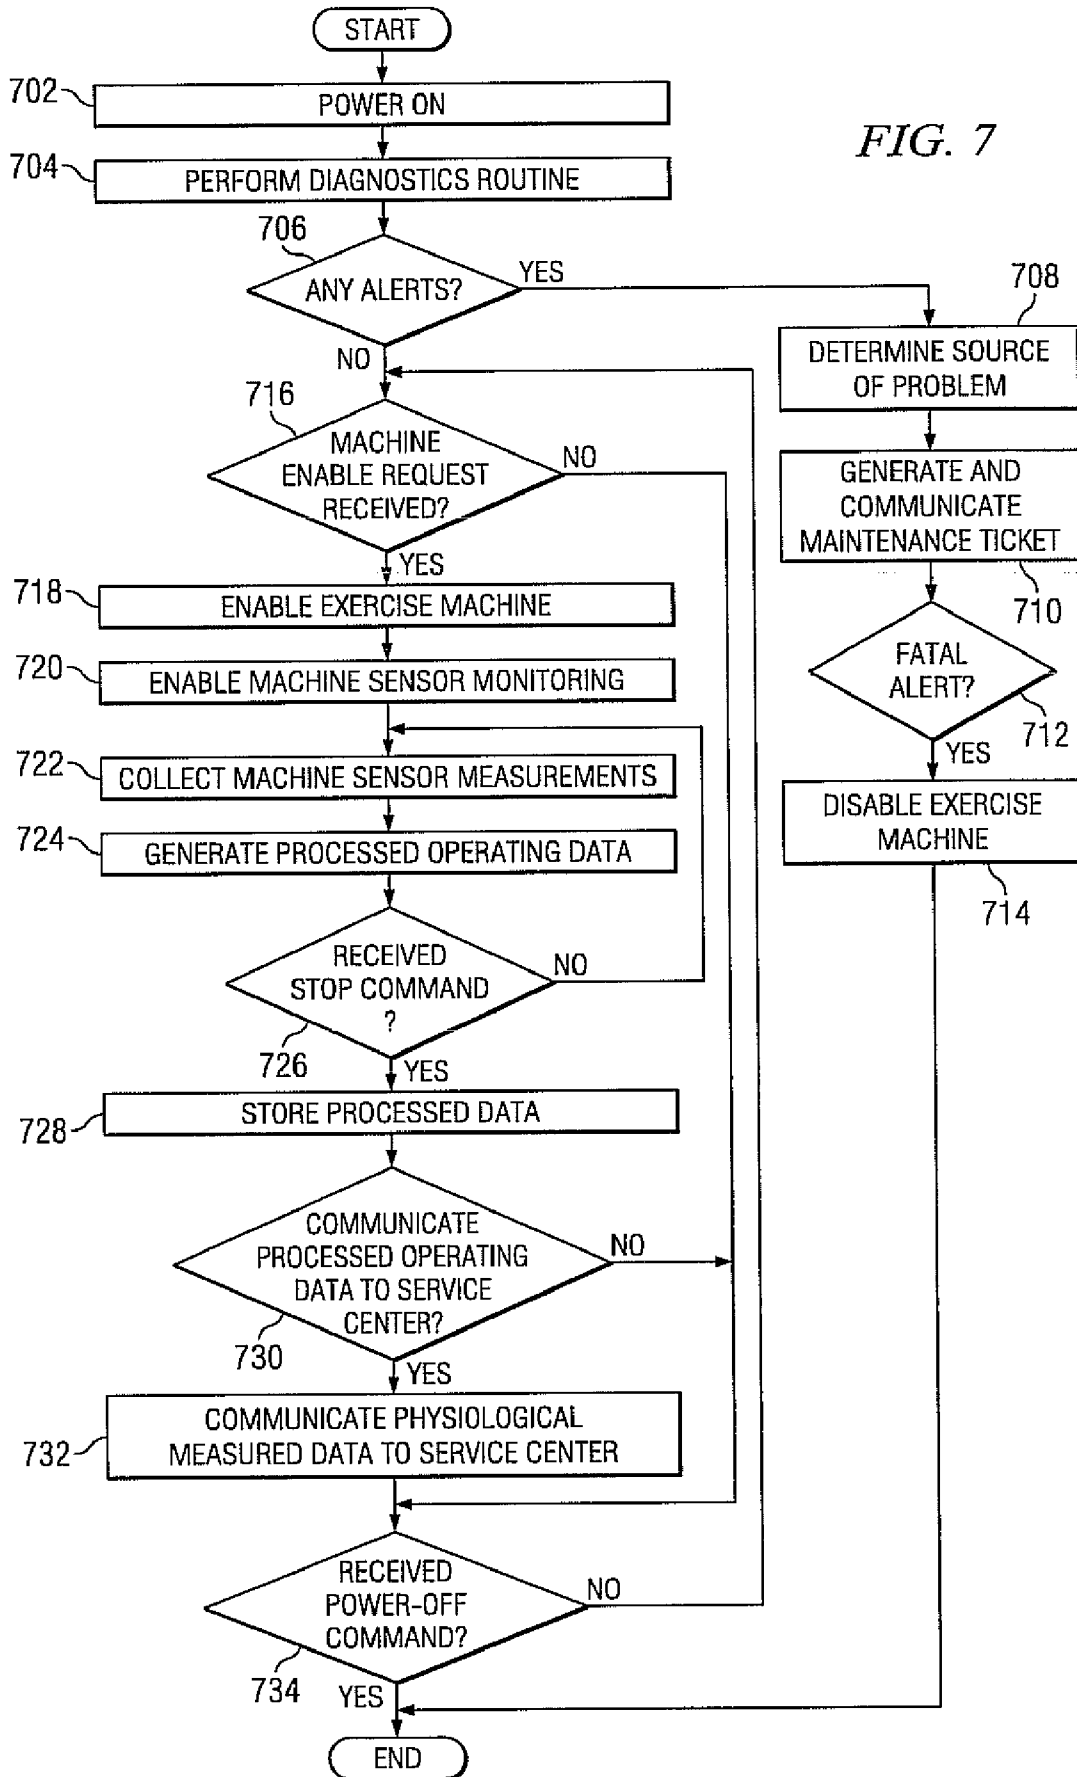 START
702
POWER ON
FIG. 7
704
PERFORM DIAGNOSTICS ROUTINE
706
ANY ALERTS?
YES
NO
708
DETERMINE SOURCE
OF PROBLEM
GENERATE AND
COMMUNICATE
MAINTENANCE TICKET
710
FATAL
ALERT?
712
YES
DISABLE EXERCISE
MACHINE
714
716
MACHINE
ENABLE REQUEST
RECEIVED?
NO
YES
718
ENABLE EXERCISE MACHINE
720
ENABLE MACHINE SENSOR MONITORING
722
COLLECT MACHINE SENSOR MEASUREMENTS
724
GENERATE PROCESSED OPERATING DATA
RECEIVED
STOP COMMAND
?
NO
726
YES
728
STORE PROCESSED DATA
COMMUNICATE
PROCESSED OPERATING
DATA TO SERVICE
CENTER?
NO
730
YES
732
COMMUNICATE PHYSIOLOGICAL
MEASURED DATA TO SERVICE CENTER
RECEIVED
POWER-OFF
COMMAND?
NO
734
YES
END